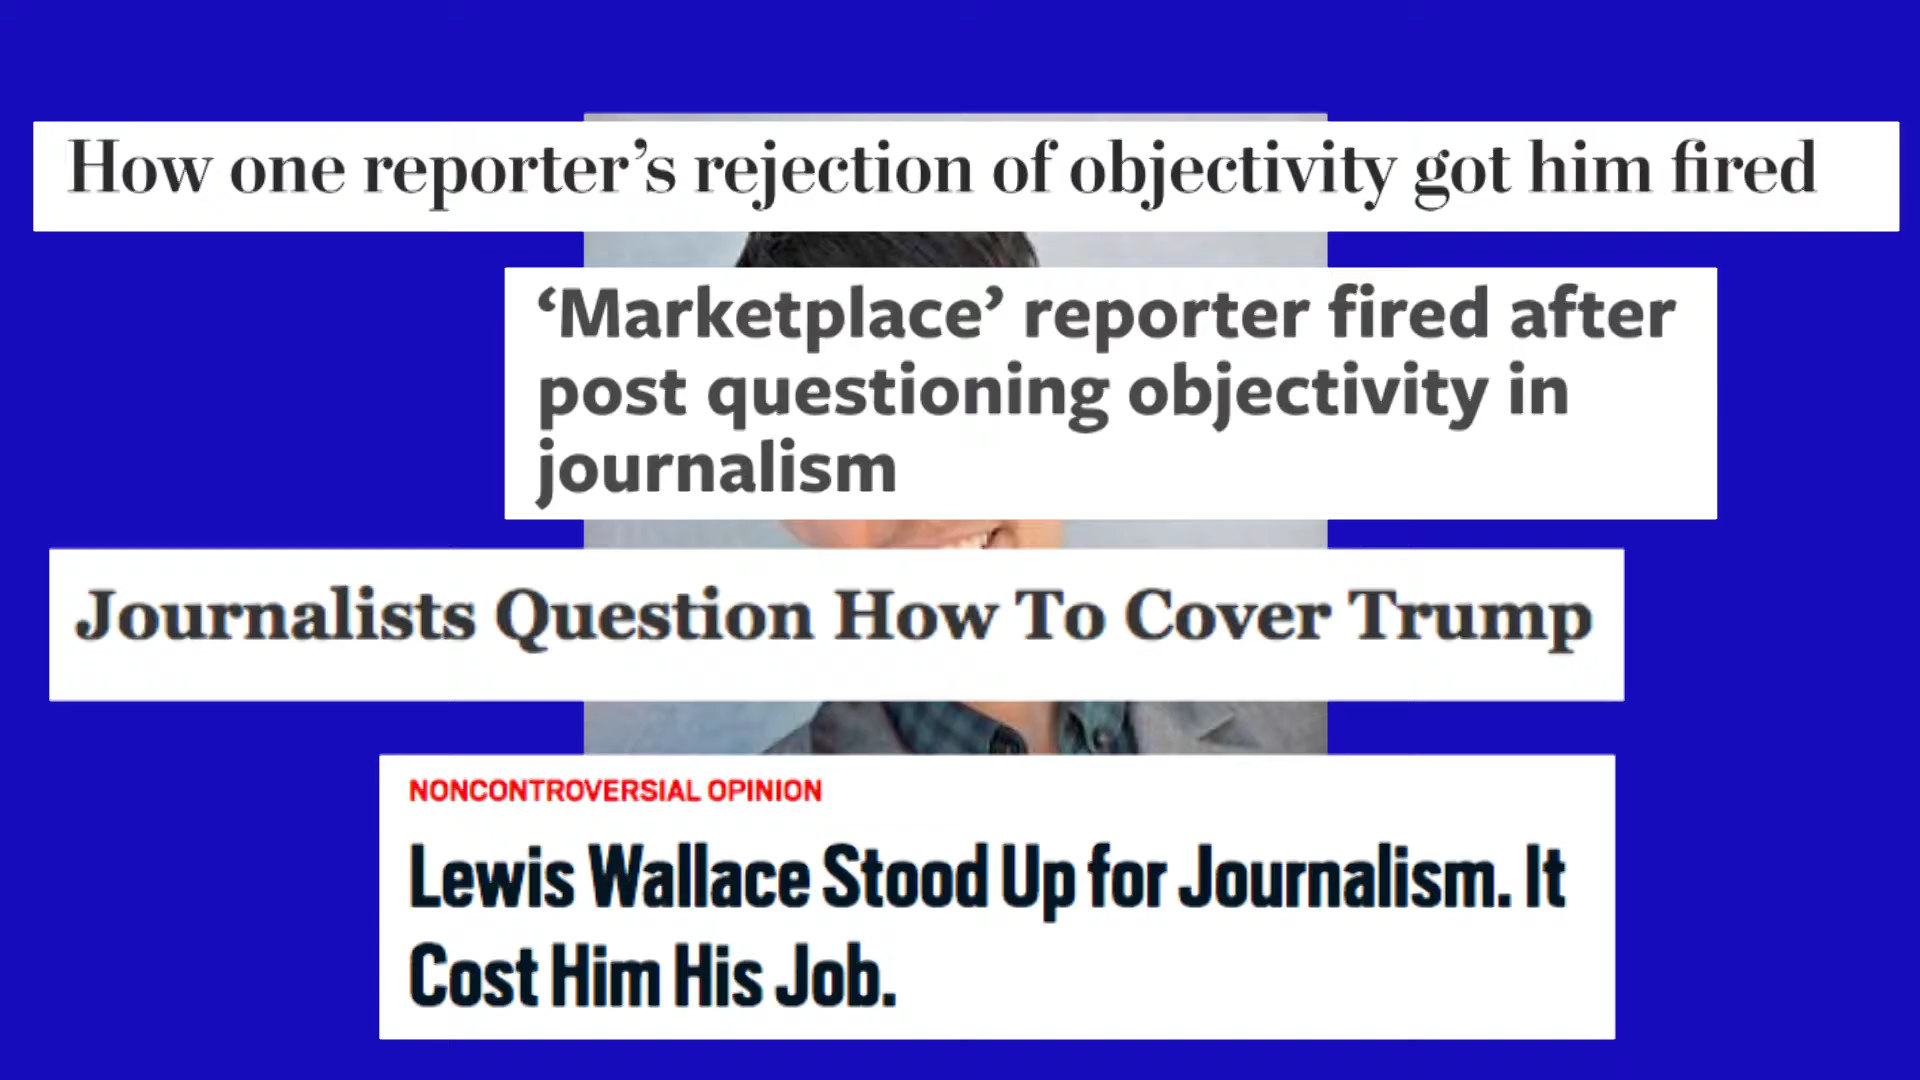 How one reporter’s rejection of objectivity got him fired
‘Marketplace’ reporter fired after
post questioning objectivity in
journalism
Journalists Question How To Cover Trump
NONCONTROVERSIAL OPINION
Lewis Wallace Stood Up for Journalism. It
Cost Him His Job.